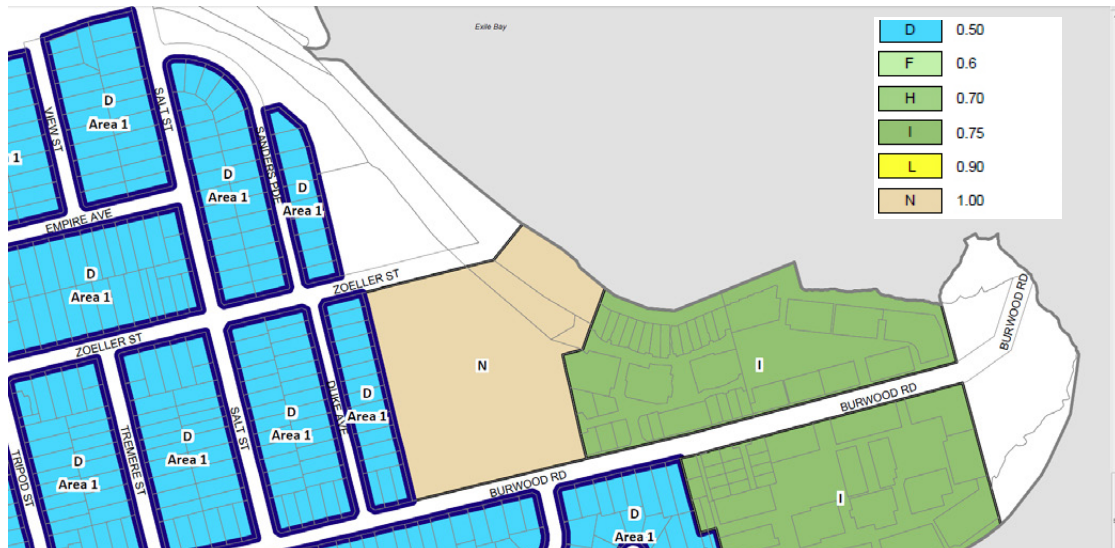 Exile Bay
D 0.50
F 0.6
H 0.70
I 0.75
L 0.90
N 1.00
VIEW ST
D
Area 1
SALT ST
D
Area 1
SANDERS PDE
D
Area 1
1
EMPIRE AVE
D
Area 1
ZOELLER ST
ZOELLER ST
BURWOOD RD
N
I
BURWOOD RD
D
Area 1
DUKE AVE
D
Area 1
SALT ST
D
Area 1
TREMERE ST
D
Area 1
TRIPOD ST
BURWOOD RD
I
D
Area 1